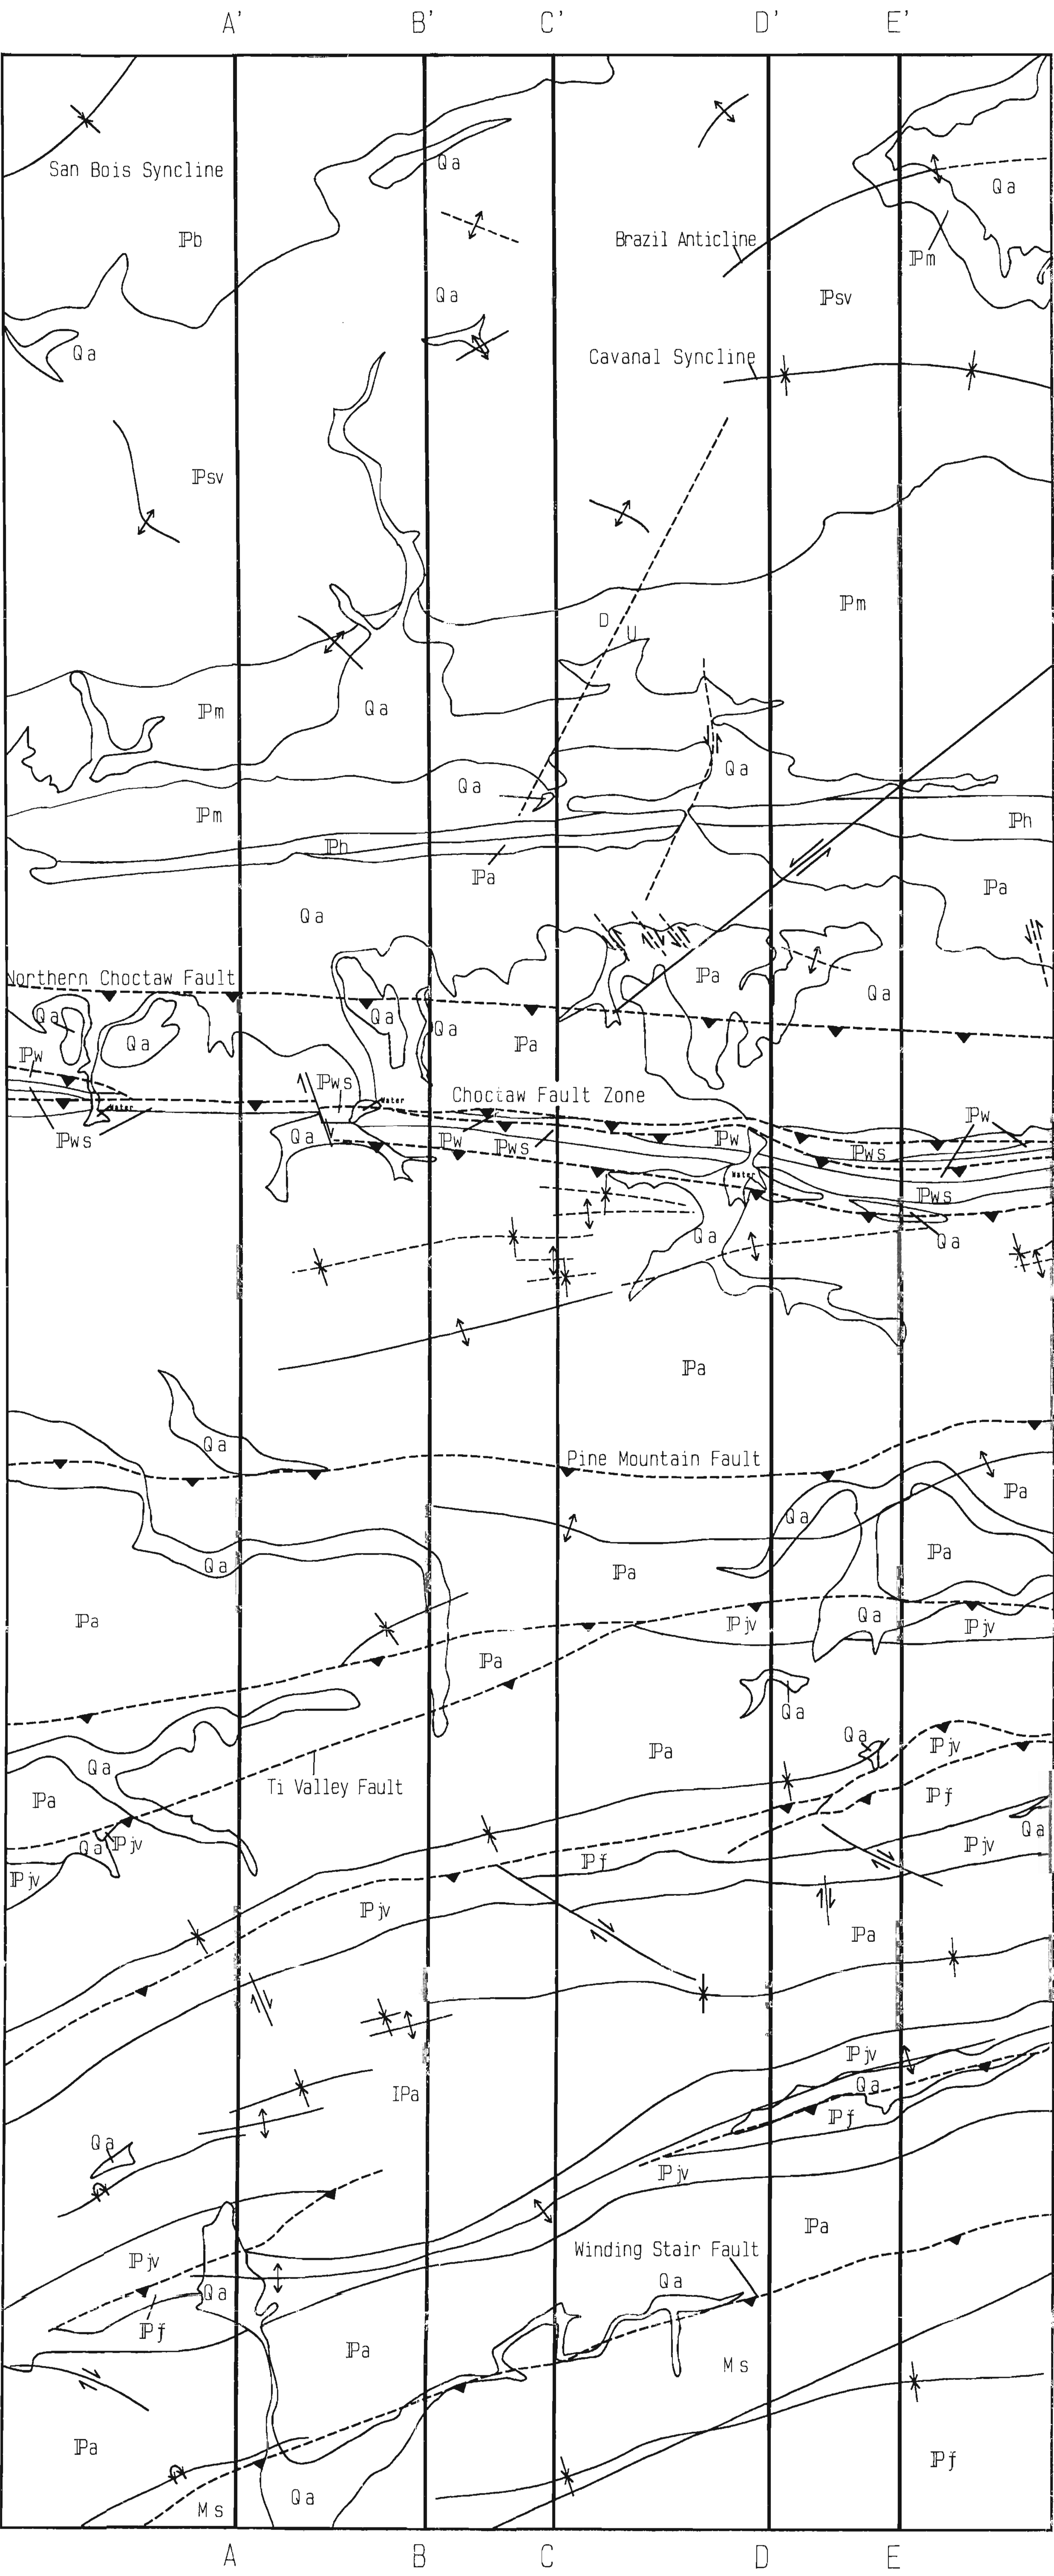 A' B' C' D' E'
Qa
San Bois Syncline
Qa
ℙb
Brazil Anticline
ℙm
Qa
ℙsv
Qa
Cavanal Syncline
ℙsv
ℙm
D
U
ℙm
Qa
Qa
Qa
ℙm
ℙh
ℙh
ℙa
ℙa
Qa
Northern Choctaw Fault
ℙa
Qa
Qa
Qa
Qa
Qa
ℙa
ℙw
ℙws
Choctaw Fault Zone
Water
Water
ℙw
ℙws
Qa
ℙw
ℙws
ℙw
ℙws
Water
ℙws
Qa
Qa
ℙa
Qa
Pine Mountain Fault
ℙa
Qa
ℙa
Qa
ℙa
ℙa
Qa
ℙjv
ℙjv
ℙa
Qa
Qa
ℙjv
ℙa
Qa
Ti Valley Fault
ℙf
ℙa
Qa
Qa
ℙjv
ℙjv
ℙf
ℙjv
ℙjv
ℙa
ℙjv
Qa
IPa
ℙf
Qa
ℙjv
ℙa
Winding Stair Fault
ℙjv
Qa
Qa
ℙf
ℙa
Ms
ℙa
ℙf
Qa
Ms
A B C D E